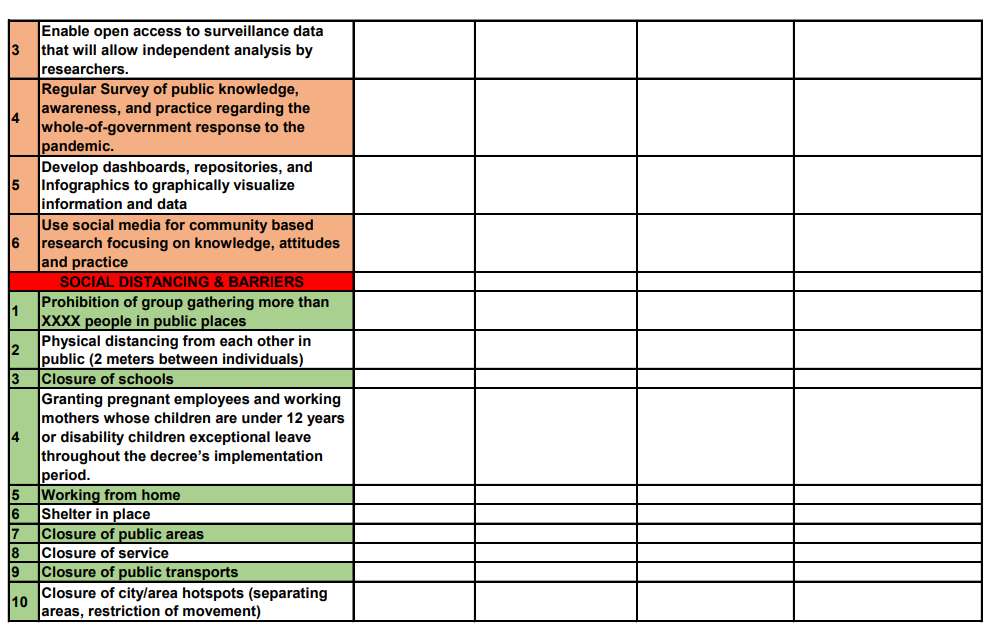 3
Enable open access to surveillance data
that will allow independent analysis by
researchers.
4
Regular Survey of public knowledge,
awareness, and practice regarding the
whole-of-government response to the
pandemic.
5
Develop dashboards, repositories, and
Infographics to graphically visualize
information and data
6
Use social media for community based
research focusing on knowledge, attitudes
and practice
SOCIAL DISTANCING & BARRIERS
1
Prohibition of group gathering more than
XXXX people in public places
2
Physical distancing from each other in
public (2 meters between individuals)
3 Closure of schools
4
Granting pregnant employees and working
mothers whose children are under 12 years
or disability children exceptional leave
throughout the decree’s implementation
period.
5 Working from home
6 Shelter in place
7 Closure of public areas
8 Closure of service
9 Closure of public transports
10
Closure of city/area hotspots (separating
areas, restriction of movement)